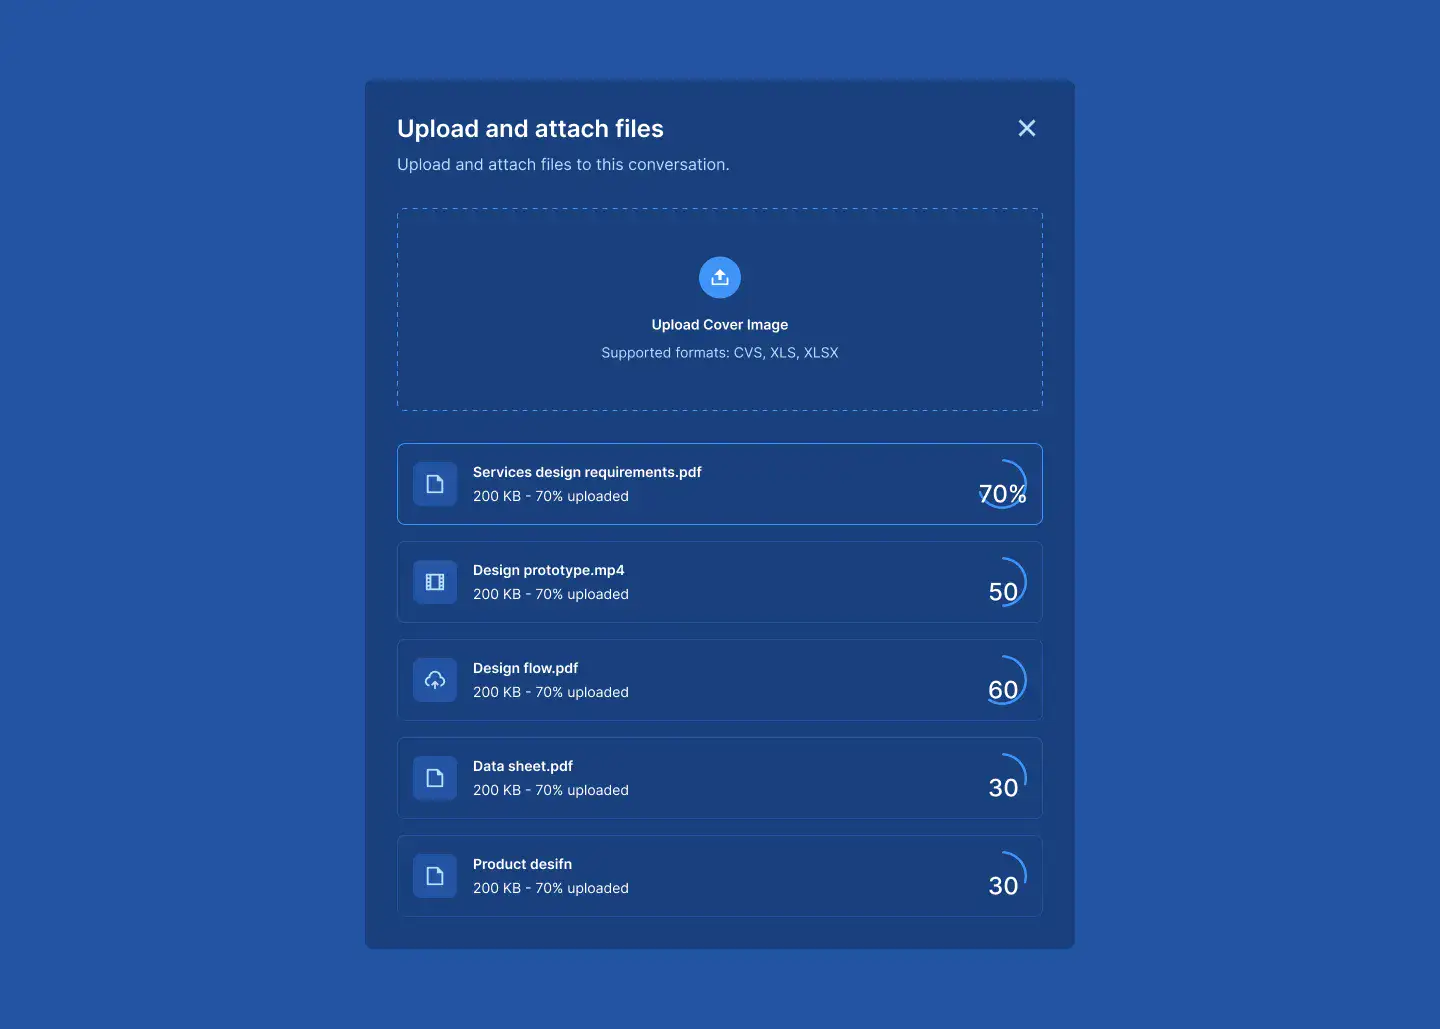 Upload and attach files
Upload and attach files to this conversation.
Upload Cover Image
Supported formats: CVS, XLS, XLSX
Services design requirements.pdf
200 KB - 70% uploaded
70%
Design prototype.mp4
200 KB - 70% uploaded
50
Design flow.pdf
200 KB - 70% uploaded
60
Data sheet.pdf
200 KB - 70% uploaded
30
Product desifn
200 KB - 70% uploaded
30